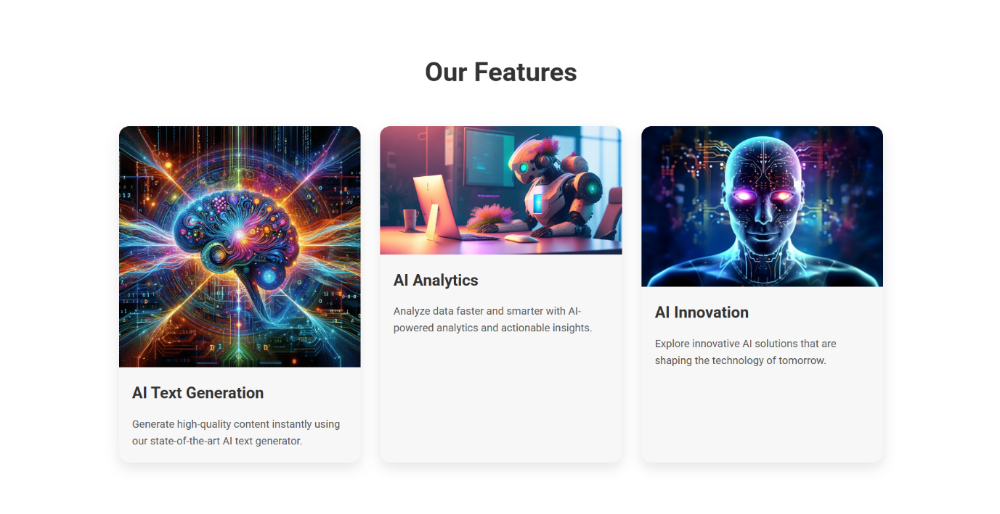 Our Features
AI Text Generation
Generate high-quality content instantly using
our state-of-the-art AI text generator.
AI Analytics
Analyze data faster and smarter with AI-
powered analytics and actionable insights.
AI Innovation
Explore innovative AI solutions that are
shaping the technology of tomorrow.